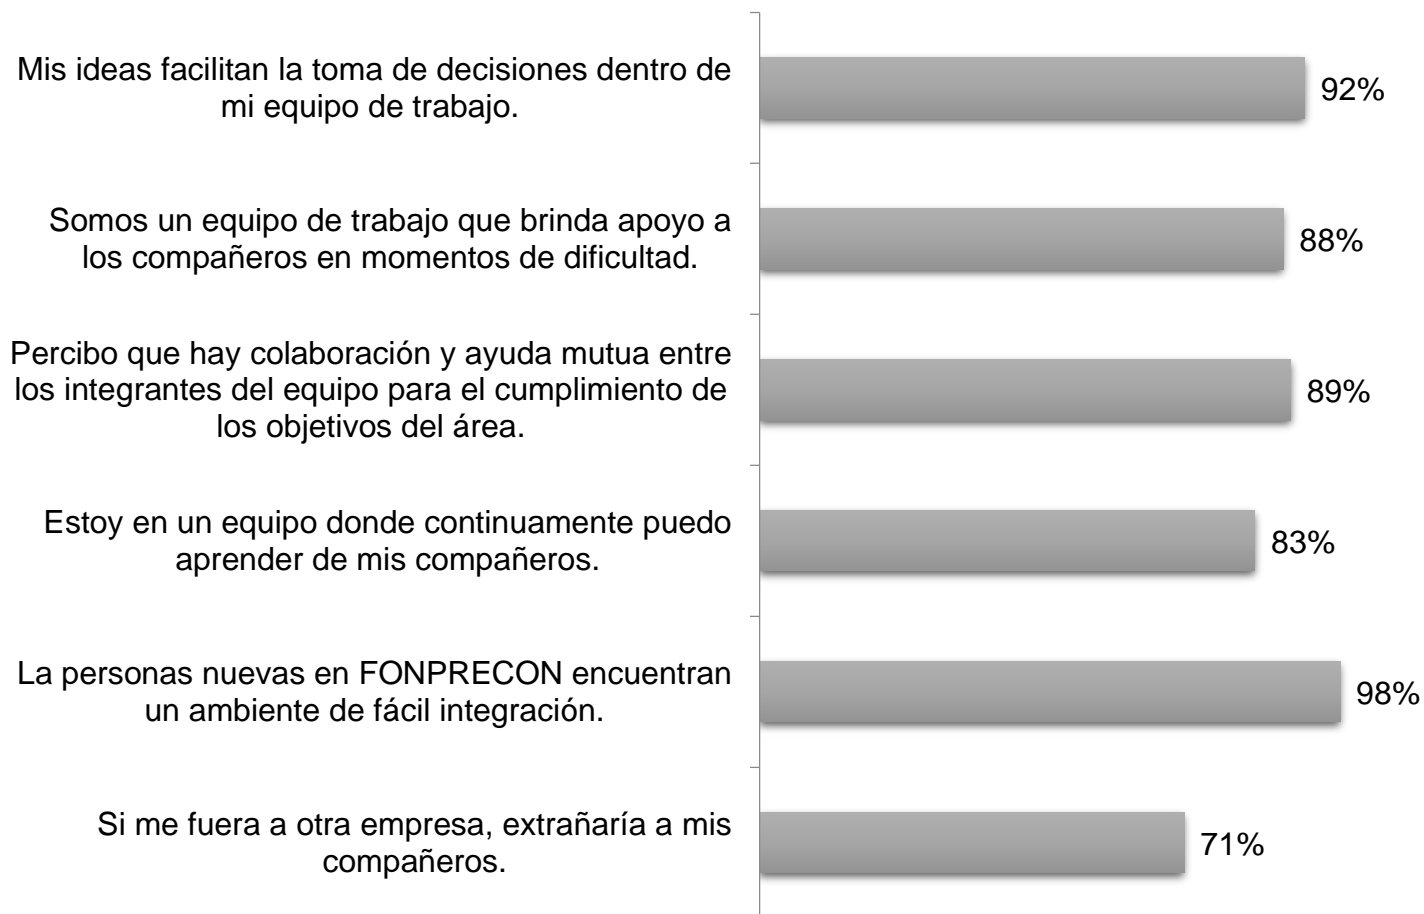 Mis ideas facilitan la toma de decisiones dentro de
mi equipo de trabajo.
92%
Somos un equipo de trabajo que brinda apoyo a
los compañeros en momentos de dificultad.
88%
Percibo que hay colaboración y ayuda mutua entre
los integrantes del equipo para el cumplimiento de
los objetivos del área.
89%
Estoy en un equipo donde continuamente puedo
aprender de mis compañeros.
83%
La personas nuevas en FONPRECON encuentran
un ambiente de fácil integración.
98%
Si me fuera a otra empresa, extrañaría a mis
compañeros.
71%